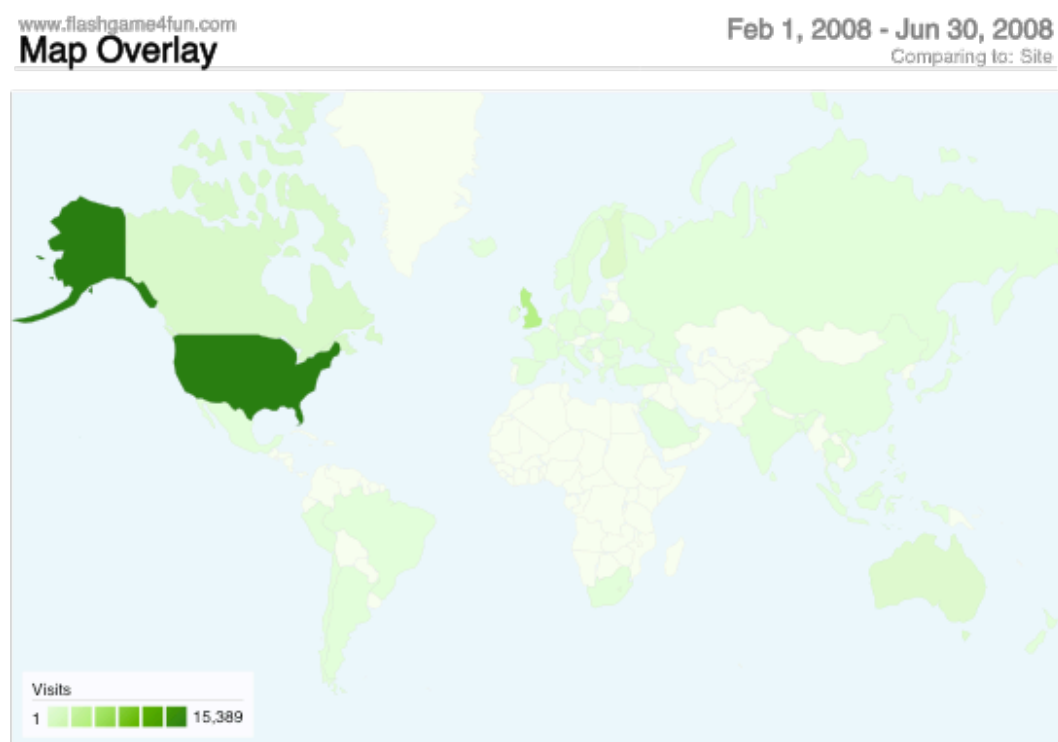 www.flashgame4fun.com
Map Overlay
Feb 1, 2008 - Jun 30, 2008
Comparing to: Site
Visits
1 15,389